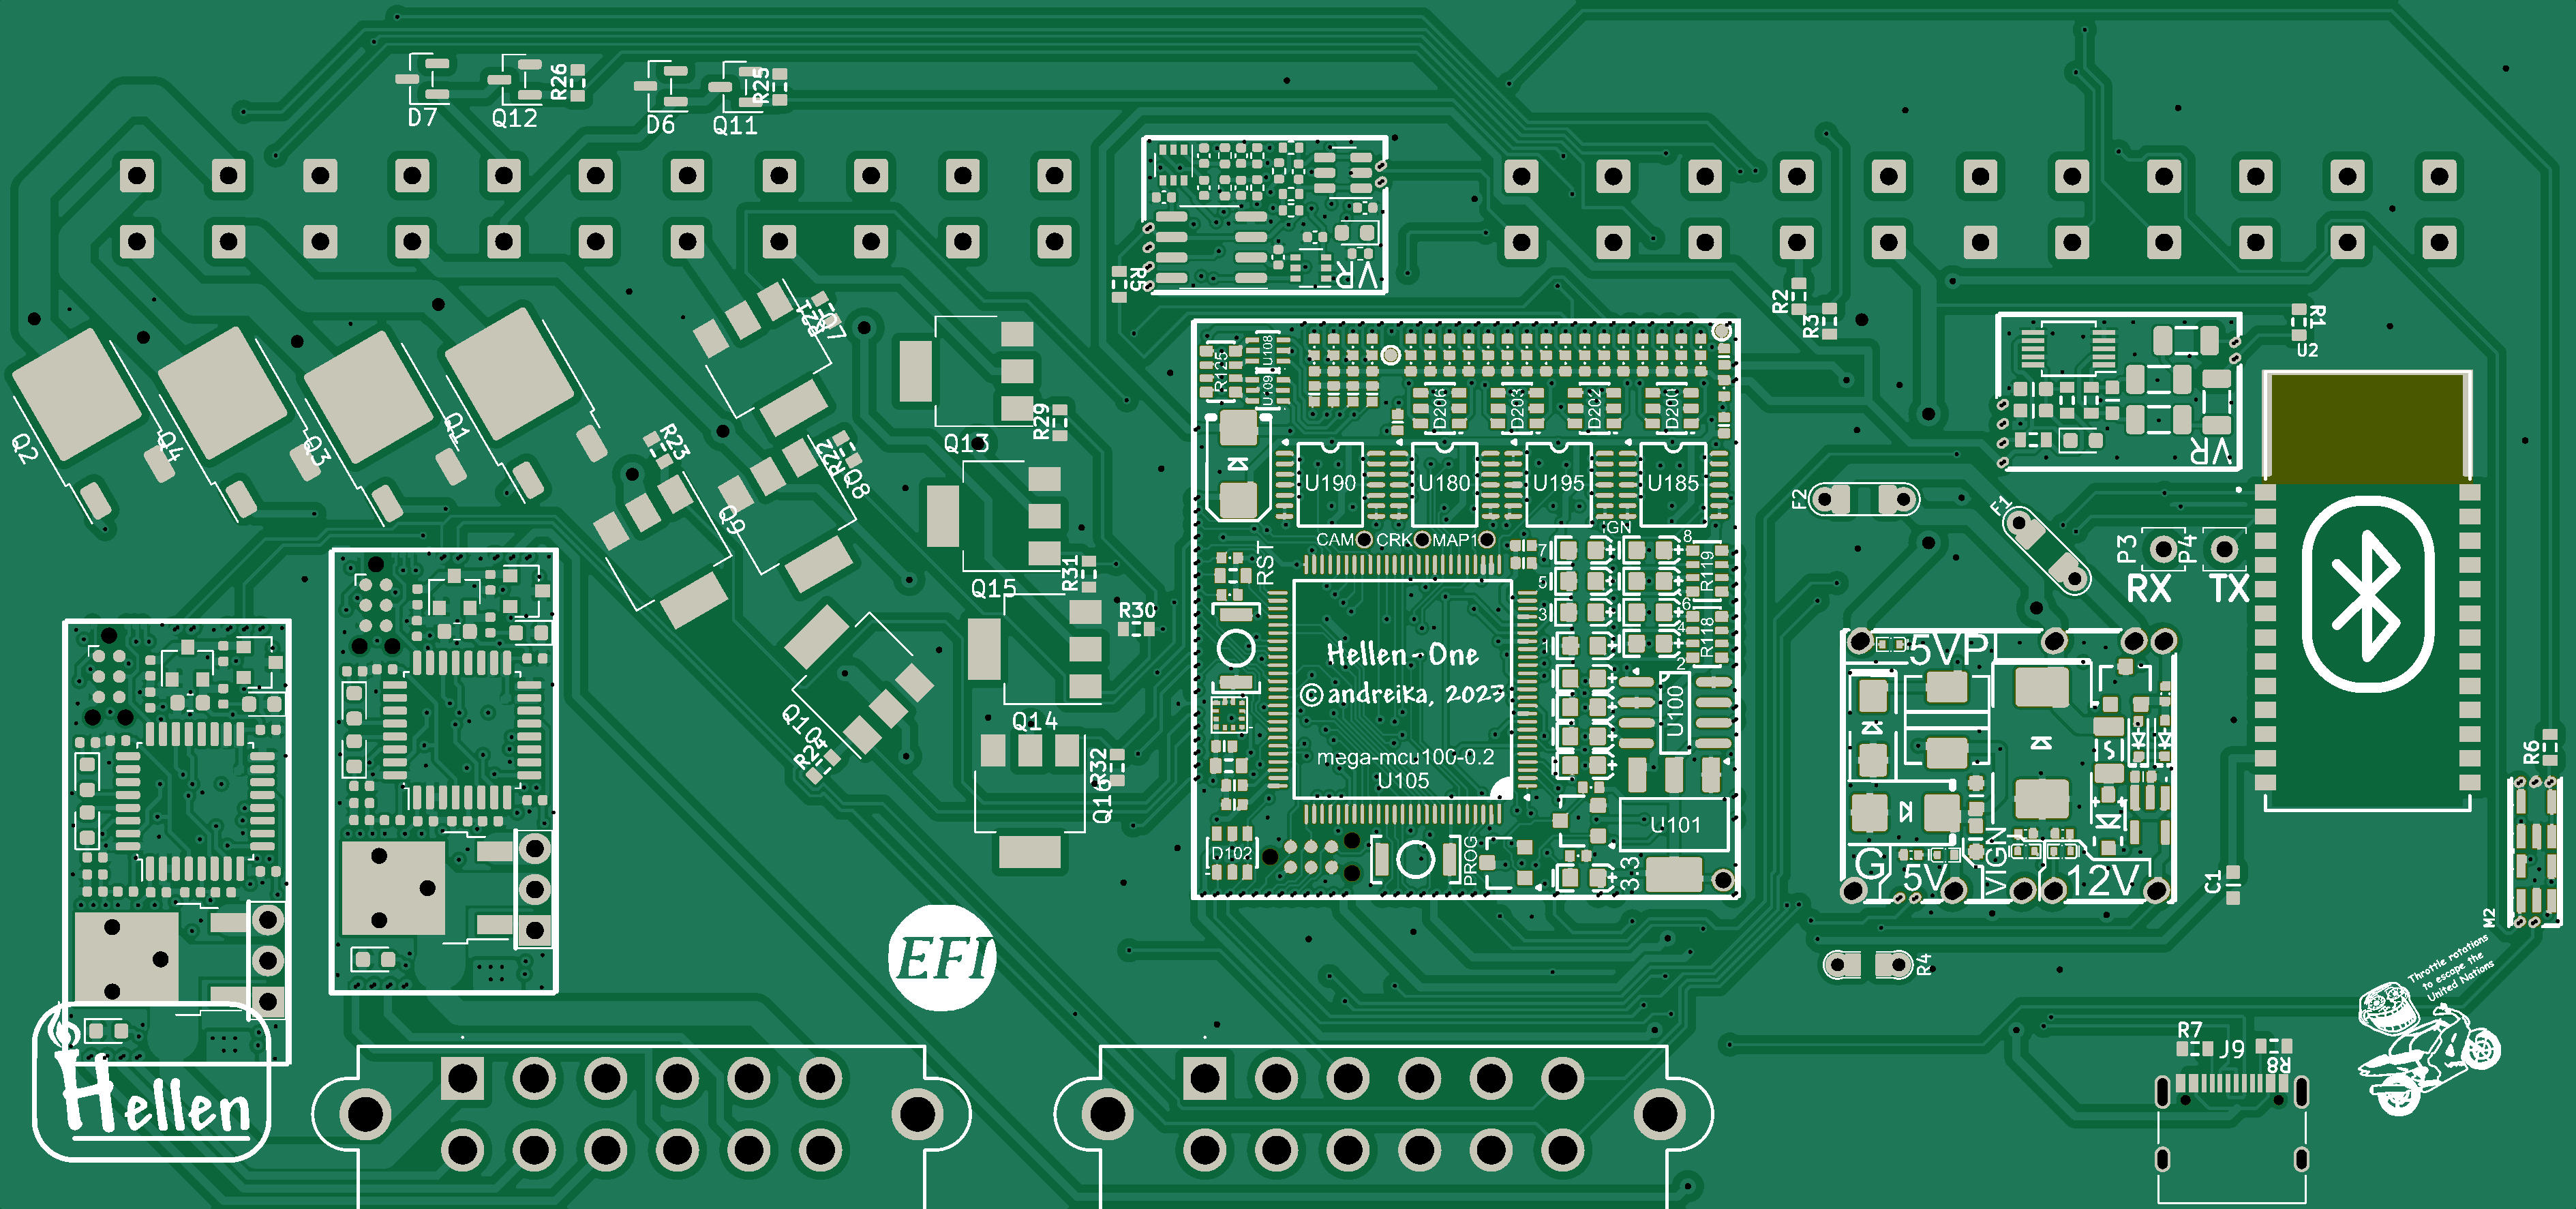 D7
Q12
R26
D6
Q11
R25
VR
R5
R2
R3
R1
U2
VR
Q2
Q4
Q3
Q1
R21
Q7
R23
R22
Q8
Q9
Q13
R29
Q15
R31
Q14
R30
Q10
R24
Q16
R32
R125
U108
U109
D206
D203
D202
D200
U190
U180
U195
U185
CAM
CRK
MAP1
IGN
RST
7
8
5
3
6
4
1
2
R119
R118
U100
Hellen-One
©andreika, 2023
mega-mcu100-0.2
U105
U101
D102
PROG
3.3
F2
F1
P3
P4
RX
TX
5VP
G
5V
VIGN
12V
C1
R4
R6
M2
Throttle rotations
to escape the
United Nations
R7
J9
R8
EFI
Hellen